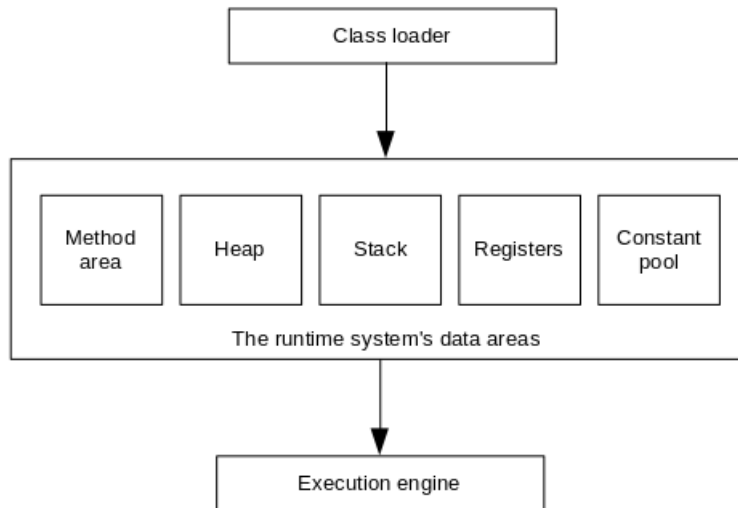 Class loader
Method
area
Heap
Stack
Registers
Constant
pool
The runtime system's data areas
Execution engine